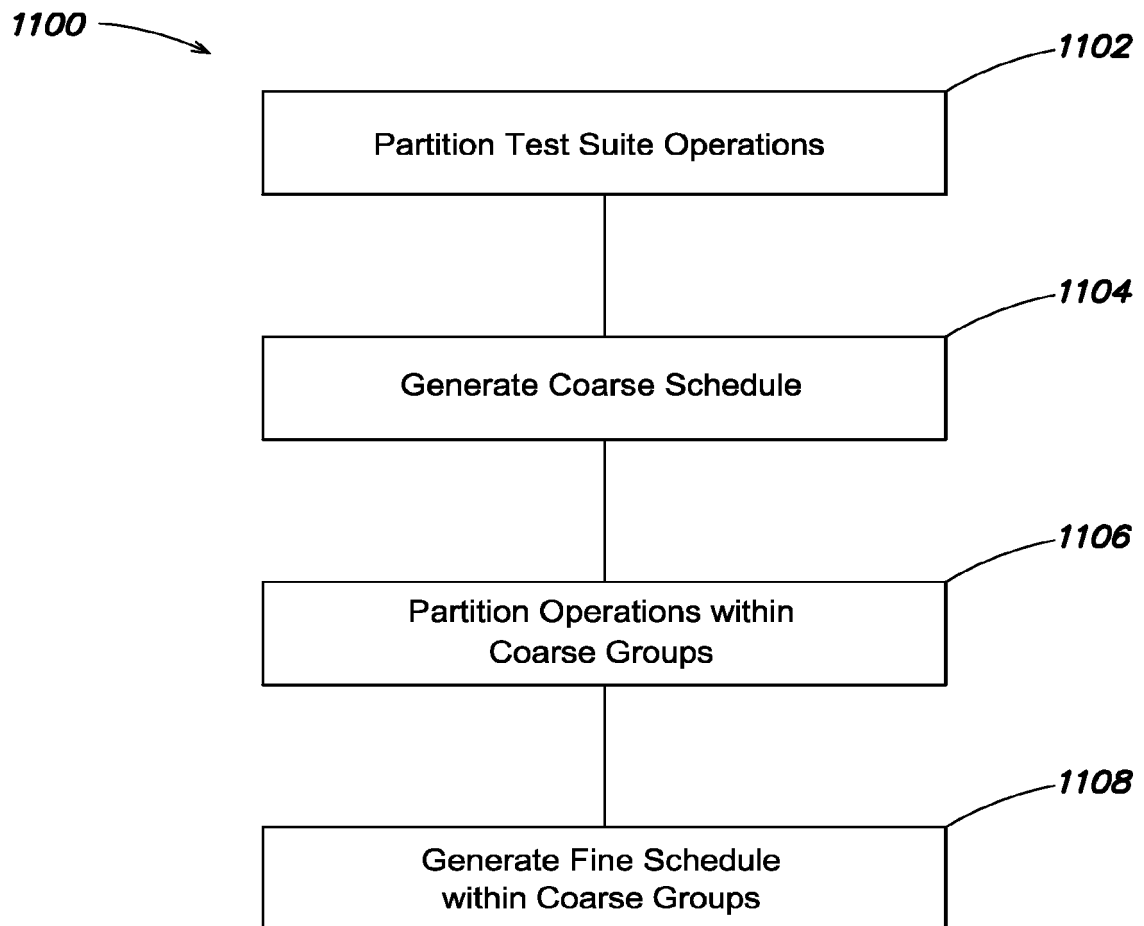 1100
1102
Partition Test Suite Operations
1104
Generate Coarse Schedule
1106
Partition Operations within
Coarse Groups
1108
Generate Fine Schedule
within Coarse Groups